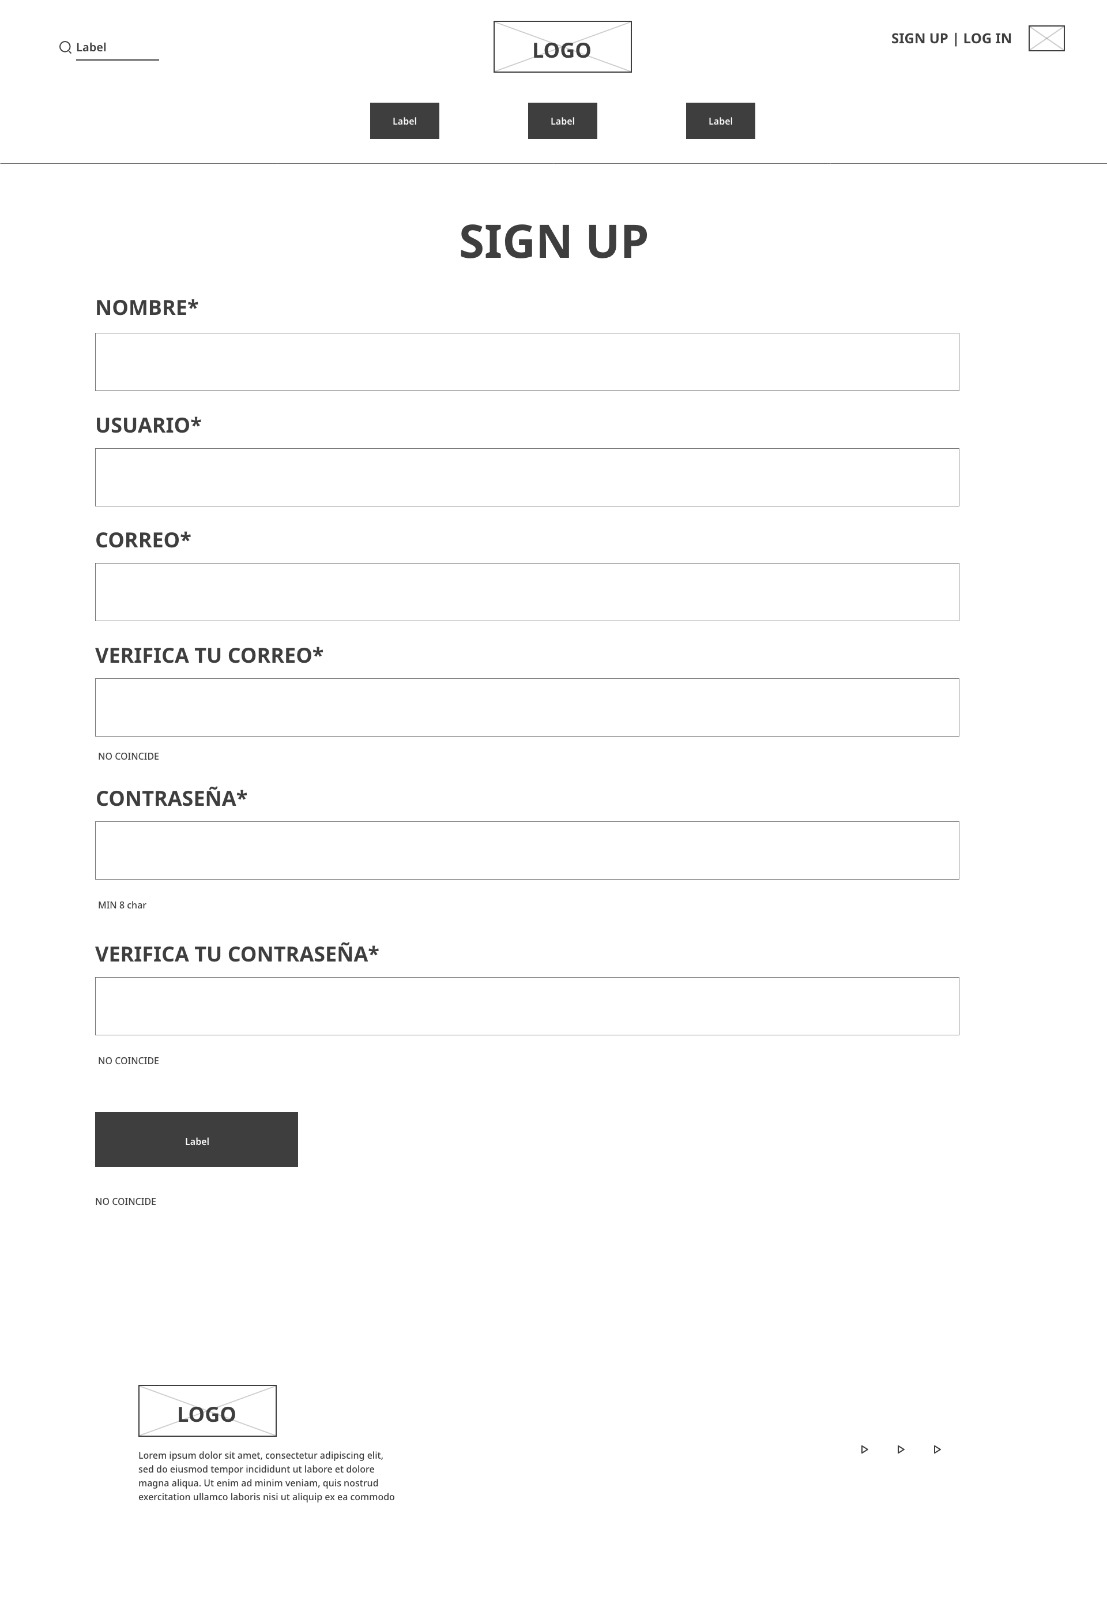 Label
LOGO
SIGN UP | LOG IN
Label
Label
Label
SIGN UP
NOMBRE*
USUARIO*
CORREO*
VERIFICA TU CORREO*
NO COINCIDE
CONTRASEÑA*
MIN 8 char
VERIFICA TU CONTRASEÑA*
NO COINCIDE
Label
NO COINCIDE
LOGO
Lorem ipsum dolor sit amet, consectetur adipiscing elit,
sed do eiusmod tempor incididunt ut labore et dolore
magna aliqua. Ut enim ad minim veniam, quis nostrud
exercitation ullamco laboris nisi ut aliquip ex ea commodo